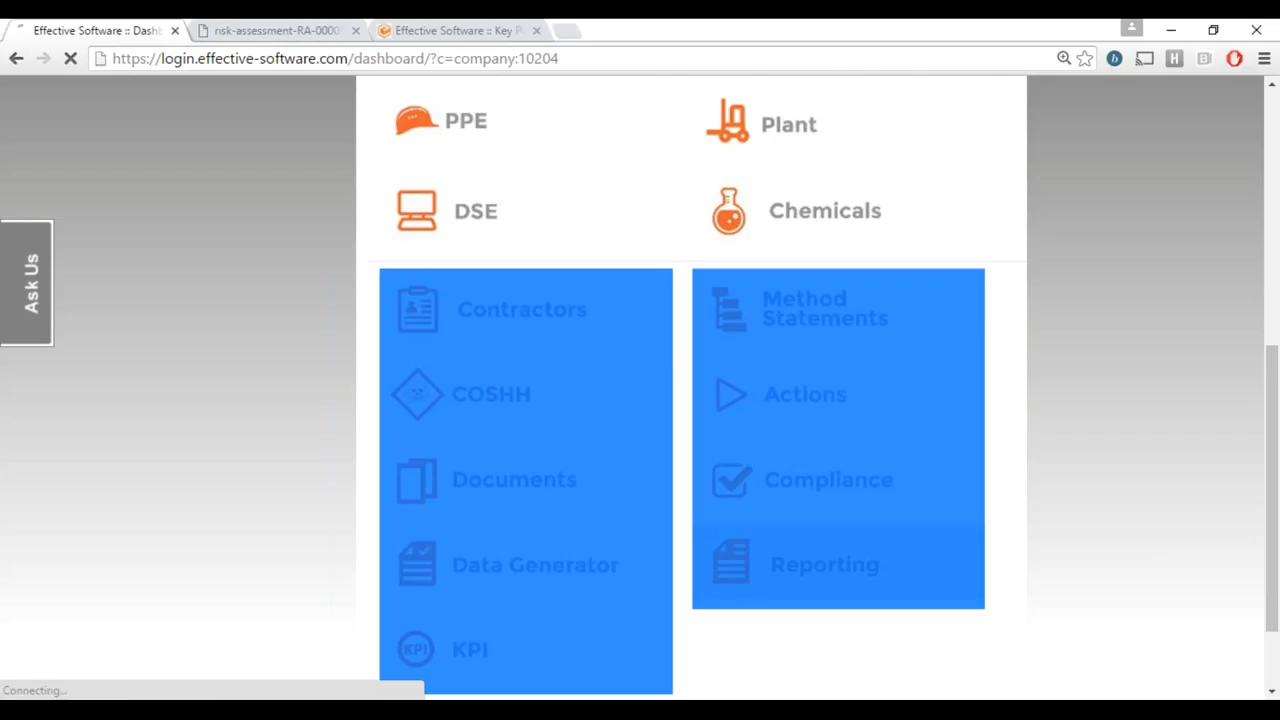 Effective Software :: Dashb
risk-assessment-RA-0000
Effective Software :: Key P
https://login.effective-software.com/dashboard/?c=company:10204
PPE
Plant
DSE
Chemicals
Ask Us
Contractors
Method
Statements
COSHH
Actions
Documents
Compliance
Data Generator
Reporting
KPI
KPI
Connecting...